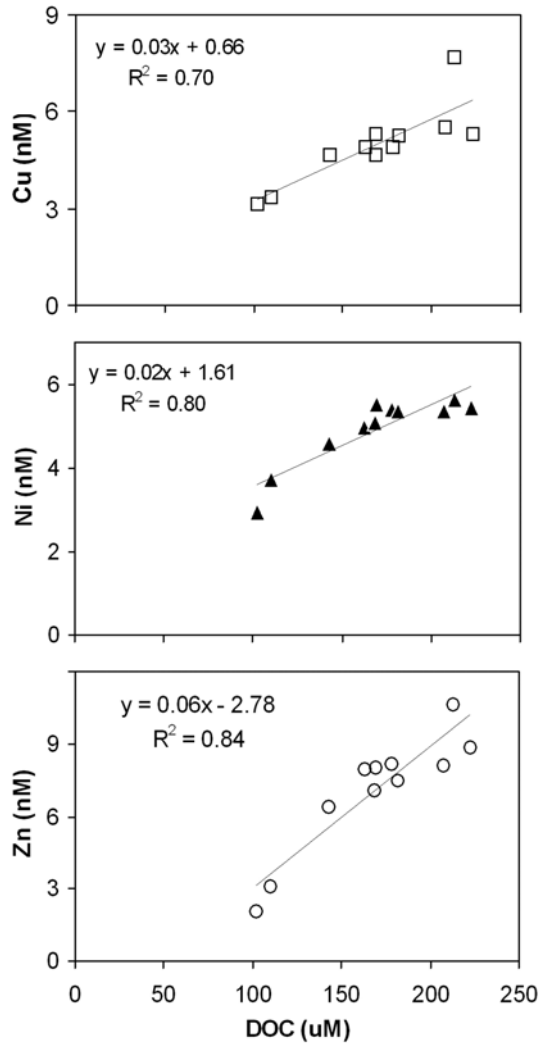 9
y = 0.03x + 0.66
R² = 0.70
6
Cu (nM)
3
0
y = 0.02x + 1.61
6
R² = 0.80
4
Ni (nM)
2
0
y = 0.06x - 2.78
R² = 0.84
9
6
Zn (nM)
3
0
0 50 100 150 200 250
DOC (uM)